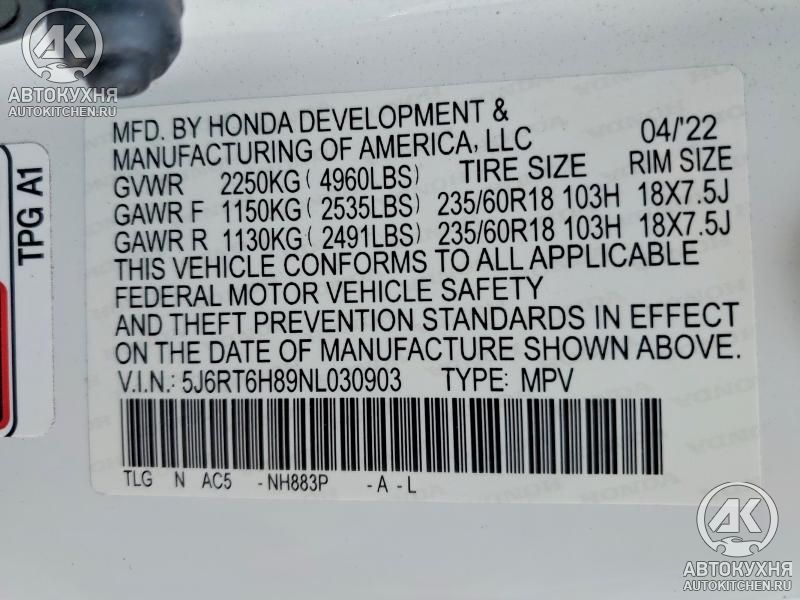 AK
АВТОКУХНЯ
AUTOKITCHEN.RU
TPG A1
MFD. BY HONDA DEVELOPMENT &
MANUFACTURING OF AMERICA, LLC 04/'22
GVWR 2250KG ( 4960LBS) TIRE SIZE RIM SIZE
GAWR F 1150KG ( 2535LBS) 235/60R18 103H 18X7.5J
GAWR R 1130KG ( 2491LBS) 235/60R18 103H 18X7.5J
THIS VEHICLE CONFORMS TO ALL APPLICABLE
FEDERAL MOTOR VEHICLE SAFETY
AND THEFT PREVENTION STANDARDS IN EFFECT
ON THE DATE OF MANUFACTURE SHOWN ABOVE.
V.I.N.: 5J6RT6H89NL030903 TYPE: MPV
TLG N AC5 -NH883P -A -L
AK
АВТОКУХНЯ
AUTOKITCHEN.RU